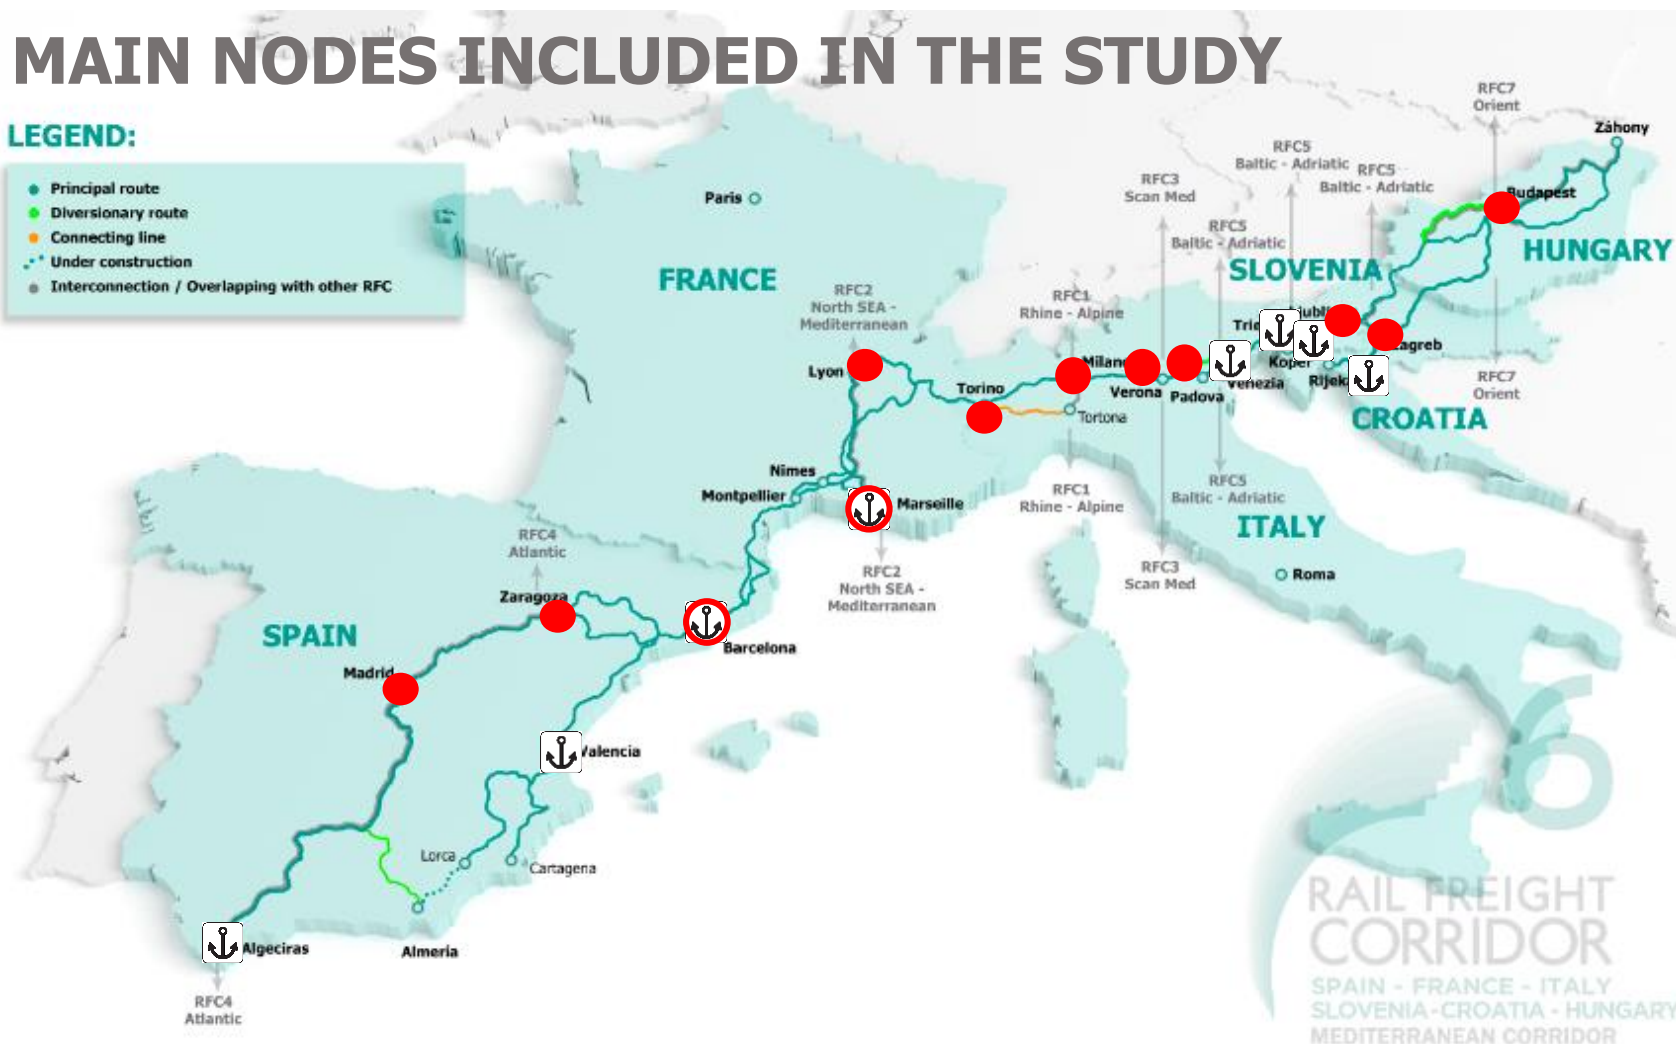 MAIN NODES INCLUDED IN THE STUDY
LEGEND:
Principal route
Diversionary route
Connecting line
Under construction
Interconnection / Overlapping with other RFC
RFC7
Orient
Záhony
RFC5
Baltic - Adriatic
RFC5
Baltic - Adriatic
RFC3
Scan Med
Paris
Budapest
RFC5
Baltic - Adriatic
HUNGARY
SLOVENIA
FRANCE
RFC2
North SEA -
Mediterranean
RFC1
Rhine - Alpine
Koper
Lyon
Torino
Verona
Padova
Venezia
RFC7
Orient
Tortona
CROATIA
Nimes
Montpellier
Marseille
RFC1
Rhine - Alpine
RFC5
Baltic - Adriatic
ITALY
RFC4
Atlantic
RFC2
North SEA -
Mediterranean
RFC3
Scan Med
Roma
Zaragoza
SPAIN
Barcelona
Madrid
Valencia
6
Lorca
Cartagena
Algeciras
Almería
RFC4
Atlantic
RAIL FREIGHT
CORRIDOR
SPAIN - FRANCE - ITALY
SLOVENIA-CROATIA - HUNGARY
MEDITERRANEAN CORRIDOR